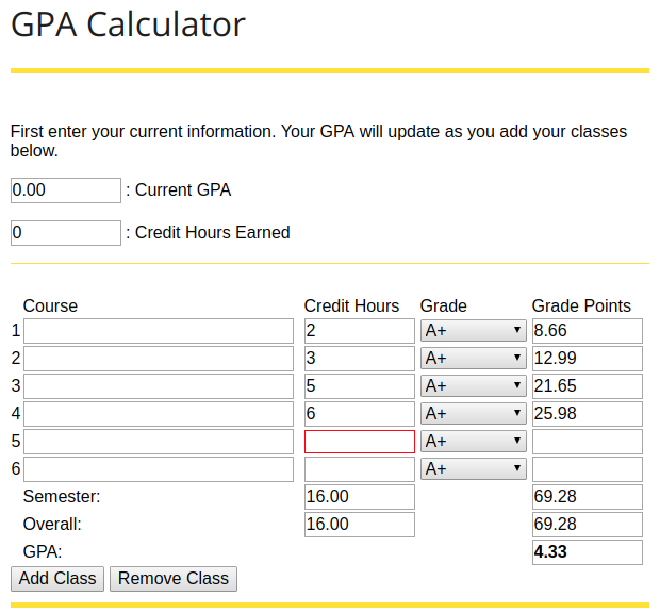 GPA Calculator
First enter your current information. Your GPA will update as you add your classes
below.
0.00 : Current GPA
0 : Credit Hours Earned
Course Credit Hours Grade Grade Points
1 2 A+ 8.66
2 3 A+ 12.99
3 5 A+ 21.65
4 6 A+ 25.98
5 A+
6 A+
Semester: 16.00 69.28
Overall: 16.00 69.28
GPA: 4.33
Add Class Remove Class